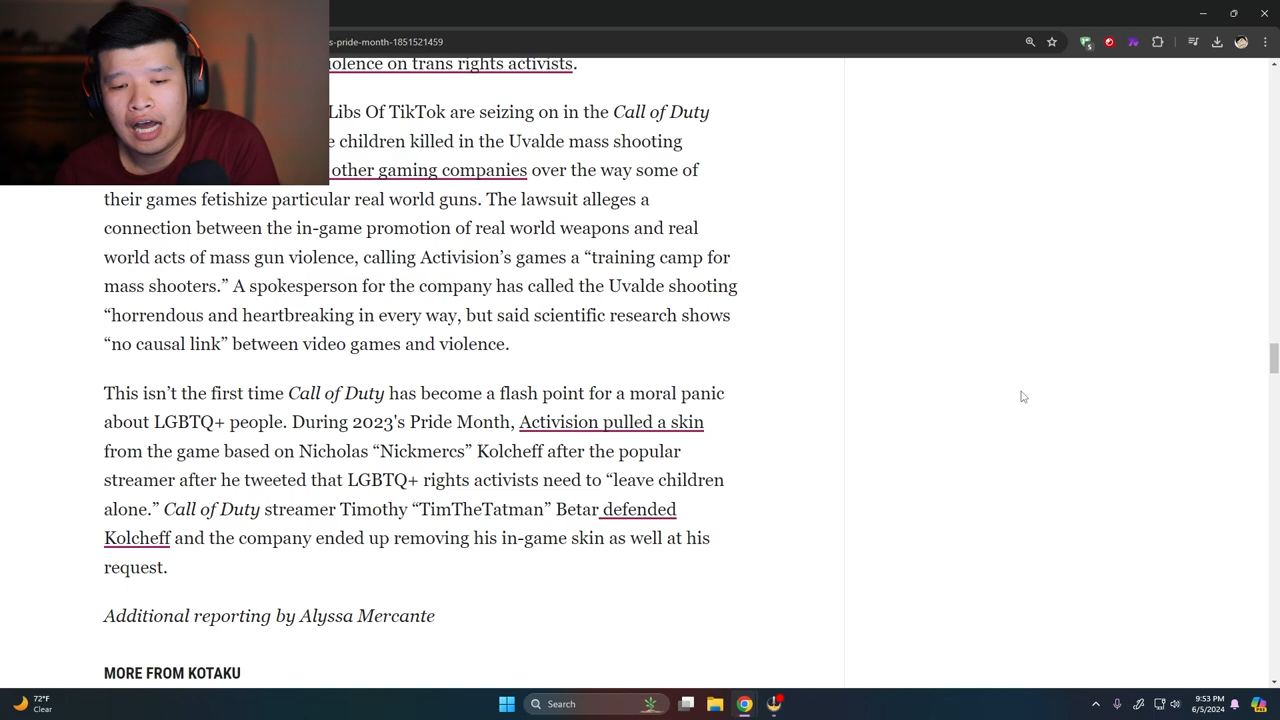 s-pride-month-1851521459
iolence on trans rights activists.
Libs Of TikTok are seizing on in the Call of Duty
e children killed in the Uvalde mass shooting
other gaming companies over the way some of
their games fetishize particular real world guns. The lawsuit alleges a
connection between the in-game promotion of real world weapons and real
world acts of mass gun violence, calling Activision’s games a “training camp for
mass shooters.” A spokesperson for the company has called the Uvalde shooting
“horrendous and heartbreaking in every way, but said scientific research shows
“no causal link” between video games and violence.
This isn’t the first time Call of Duty has become a flash point for a moral panic
about LGBTQ+ people. During 2023's Pride Month, Activision pulled a skin
from the game based on Nicholas “Nickmercs” Kolcheff after the popular
streamer after he tweeted that LGBTQ+ rights activists need to “leave children
alone.” Call of Duty streamer Timothy “TimTheTatman” Betar defended
Kolcheff and the company ended up removing his in-game skin as well at his
request.
Additional reporting by Alyssa Mercante
MORE FROM KOTAKU
72°F
Clear
Search
9:53 PM
6/5/2024